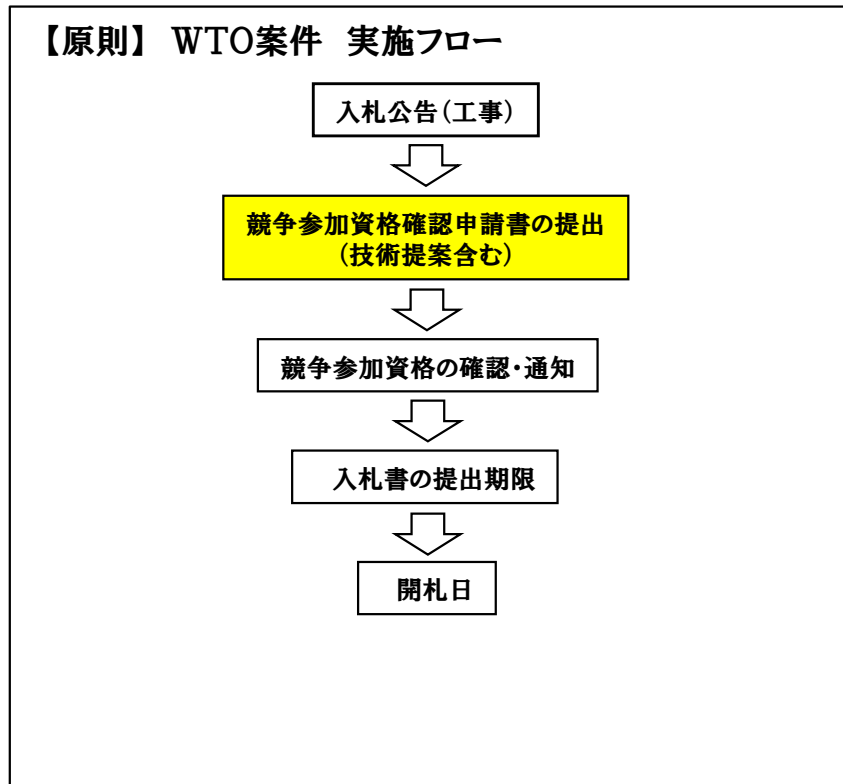 【原則】 WTO案件 実施フロー
入札公告(工事)
競争参加資格確認申請書の提出
(技術提案含む)
競争参加資格の確認・通知
入札書の提出期限
開札日